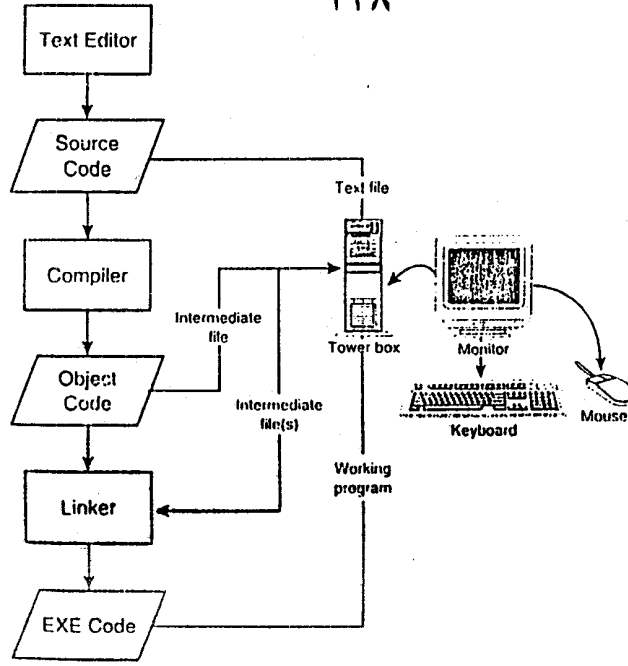 ۲۲۸
Text Editor
Source
Code
Text file
Compiler
Intermediate
file
Tower box
Monitor
Object
Code
Intermediate
file(s)
Keyboard
Mouse
Working
program
Linker
EXE Code